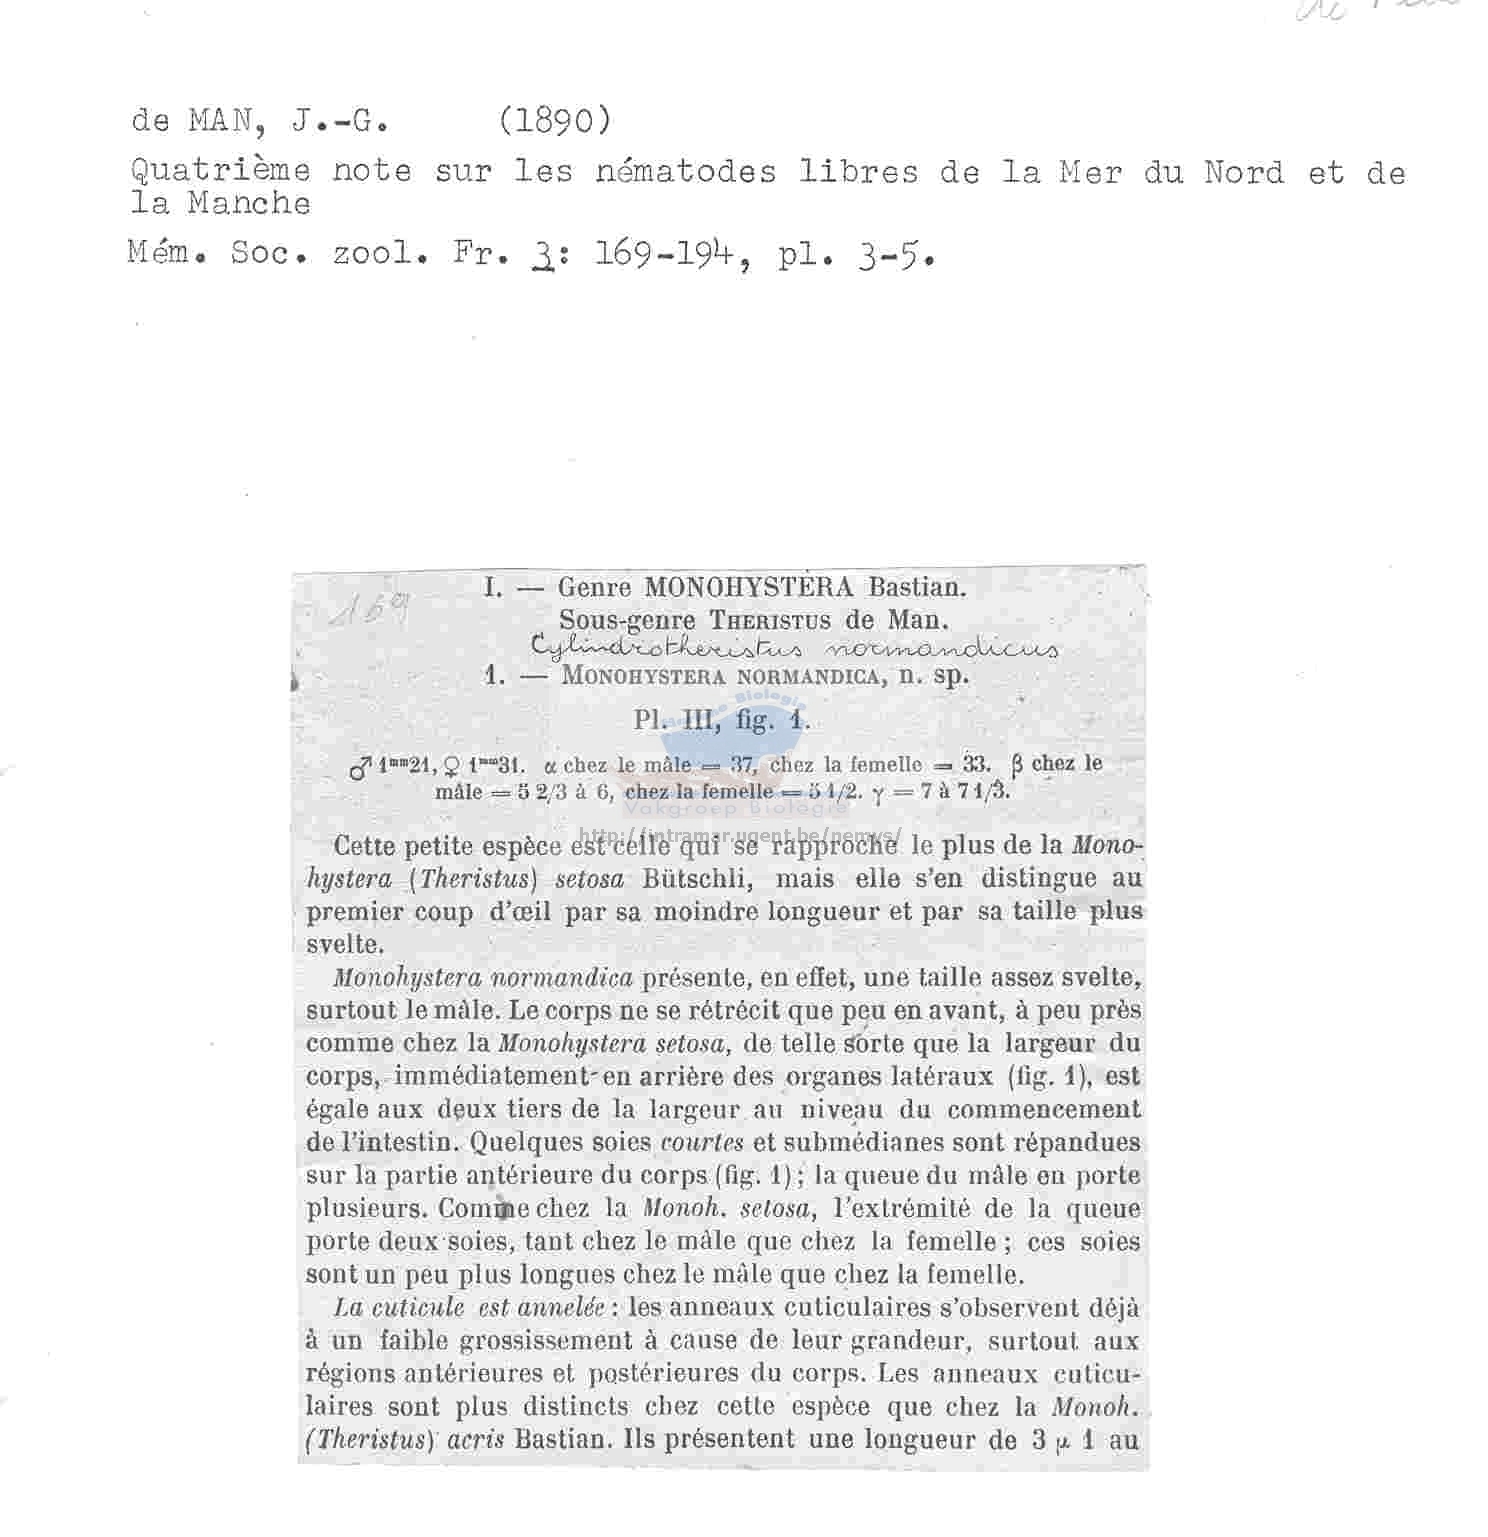 de MAN, J.-G. (1890)
Quatrième note sur les nématodes libres de la Mer du Nord et de
la Manche
Mém. Soc. zool. Fr. 3: 169-194, pl. 3-5.
169
I. — Genre MONOHYSTERA Bastian.
Sous-genre THERISTUS de Man.
Cylindrotheristus normandicus
1. — MONOHYSTERA NORMANDICA, n. sp.
Pl. III, fig. 1.
♂ 1mm21, ♀ 1mm31. α chez le mâle = 37, chez la femelle = 33. β chez le
mâle = 5 2/3 à 6, chez la femelle = 5 1/2. γ = 7 à 7 1/3.
Vakgroep Biologie
http://intramar.ugent.be/nemys/
Cette petite espèce est celle qui se rapproche le plus de la Mono-
hystera (Theristus) setosa Bütschli, mais elle s'en distingue au
premier coup d'œil par sa moindre longueur et par sa taille plus
svelte.
Monohystera normandica présente, en effet, une taille assez svelte,
surtout le mâle. Le corps ne se rétrécit que peu en avant, à peu près
comme chez la Monohystera setosa, de telle sorte que la largeur du
corps, immédiatement en arrière des organes latéraux (fig. 1), est
égale aux deux tiers de la largeur au niveau du commencement
de l'intestin. Quelques soies courtes et submédianes sont répandues
sur la partie antérieure du corps (fig. 1); la queue du mâle en porte
plusieurs. Comme chez la Monoh. setosa, l'extrémité de la queue
porte deux soies, tant chez le mâle que chez la femelle; ces soies
sont un peu plus longues chez le mâle que chez la femelle.
La cuticule est annelée : les anneaux cuticulaires s'observent déjà
à un faible grossissement à cause de leur grandeur, surtout aux
régions antérieures et postérieures du corps. Les anneaux cuticu-
laires sont plus distincts chez cette espèce que chez la Monoh.
(Theristus) acris Bastian. Ils présentent une longueur de 3 μ 1 au